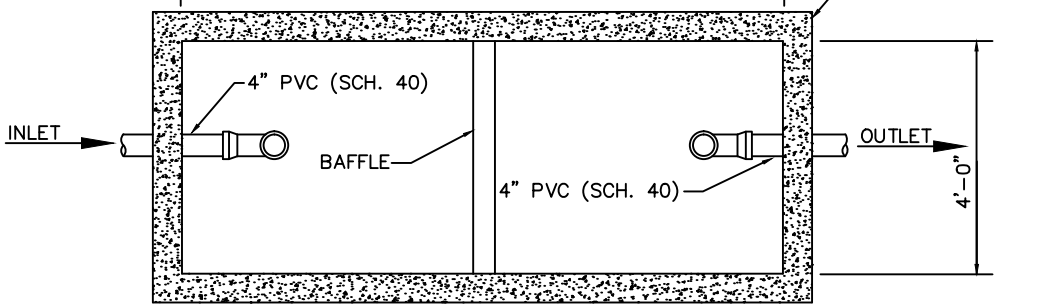 4" PVC (SCH. 40)
INLET
OUTLET
BAFFLE
4" PVC (SCH. 40)
4'-0"